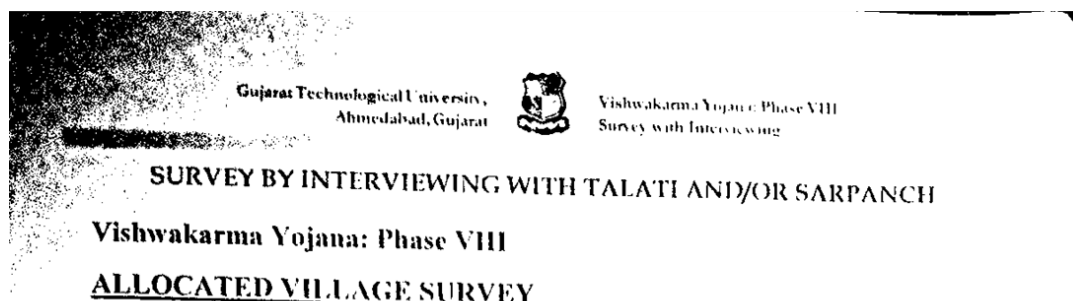 Gujarat Technological University,
Ahmedabad, Gujarat
Vishwakarma Yojana: Phase VIII
Survey with Interviewing
SURVEY BY INTERVIEWING WITH TALATI AND/OR SARPANCH
Vishwakarma Yojana: Phase VIII
ALLOCATED VILLAGE SURVEY